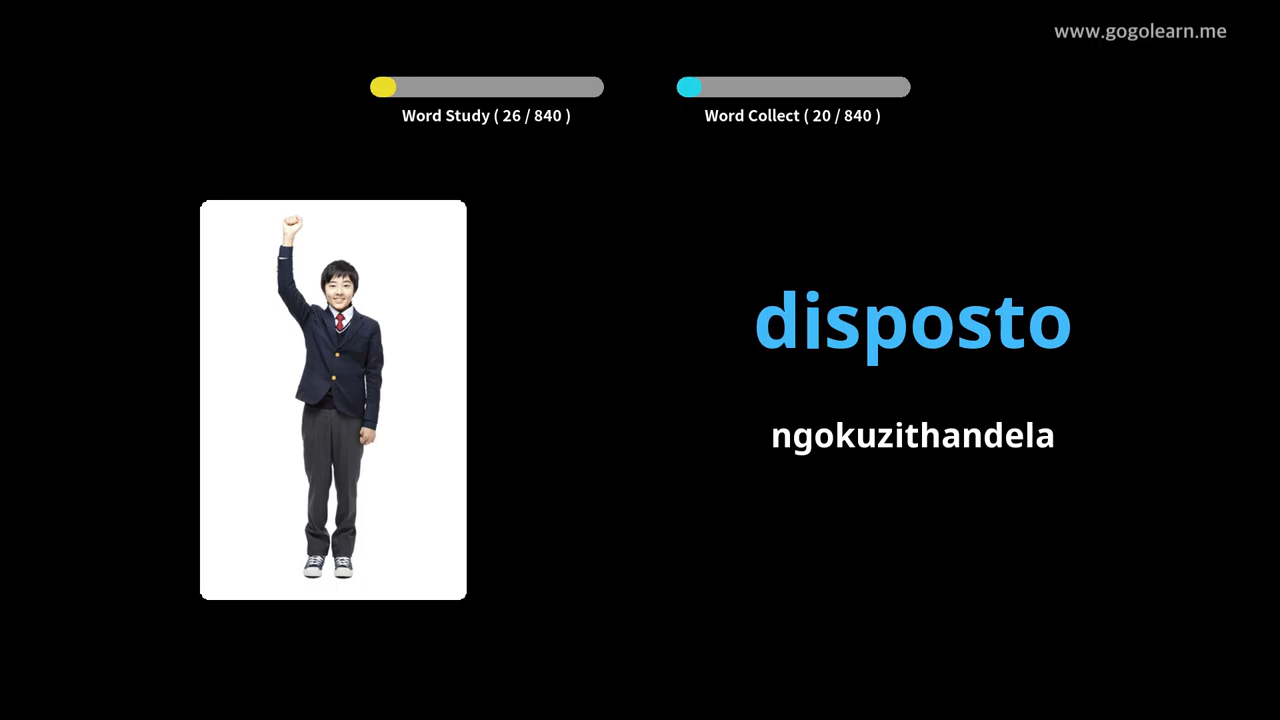 www.gogolearn.me
Word Study ( 26 / 840 )
Word Collect ( 20 / 840 )
disposto
ngokuzithandela